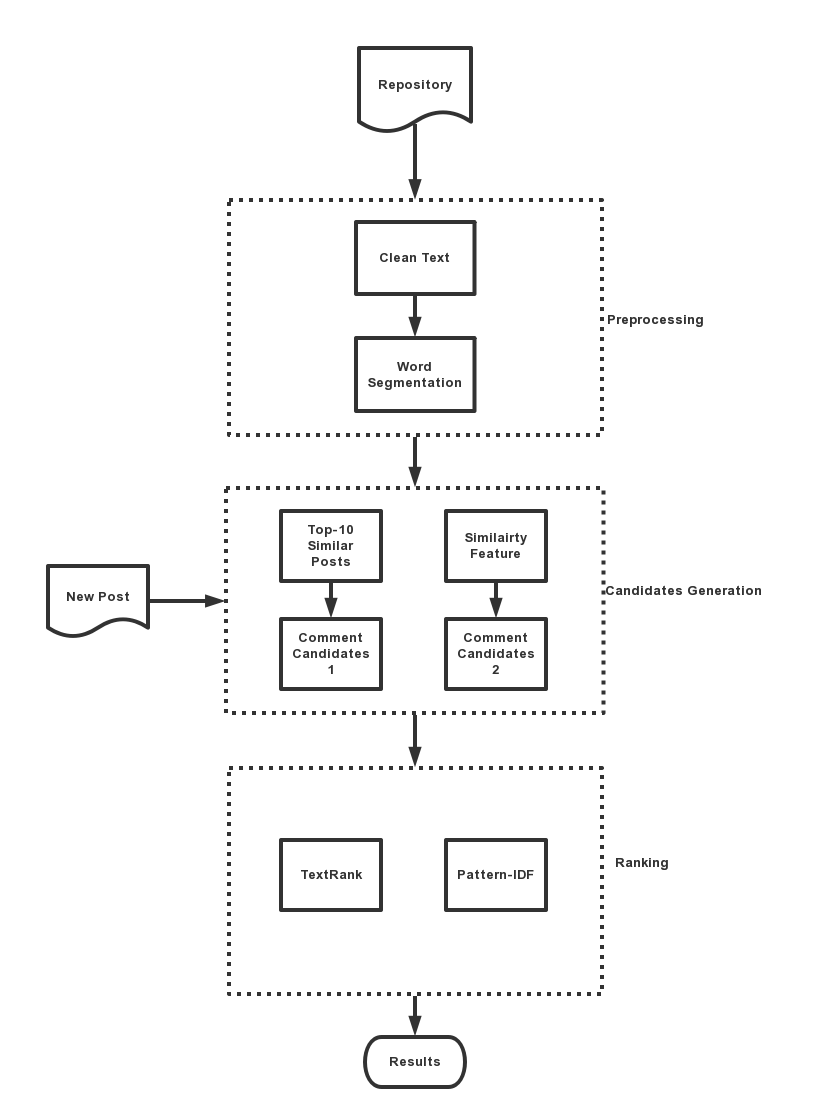 Repository
Clean Text
Preprocessing
Word
Segmentation
Top-10
Similar
Posts
Similairty
Feature
New Post
Candidates Generation
Comment
Candidates
1
Comment
Candidates
2
Ranking
TextRank
Pattern-IDF
Results